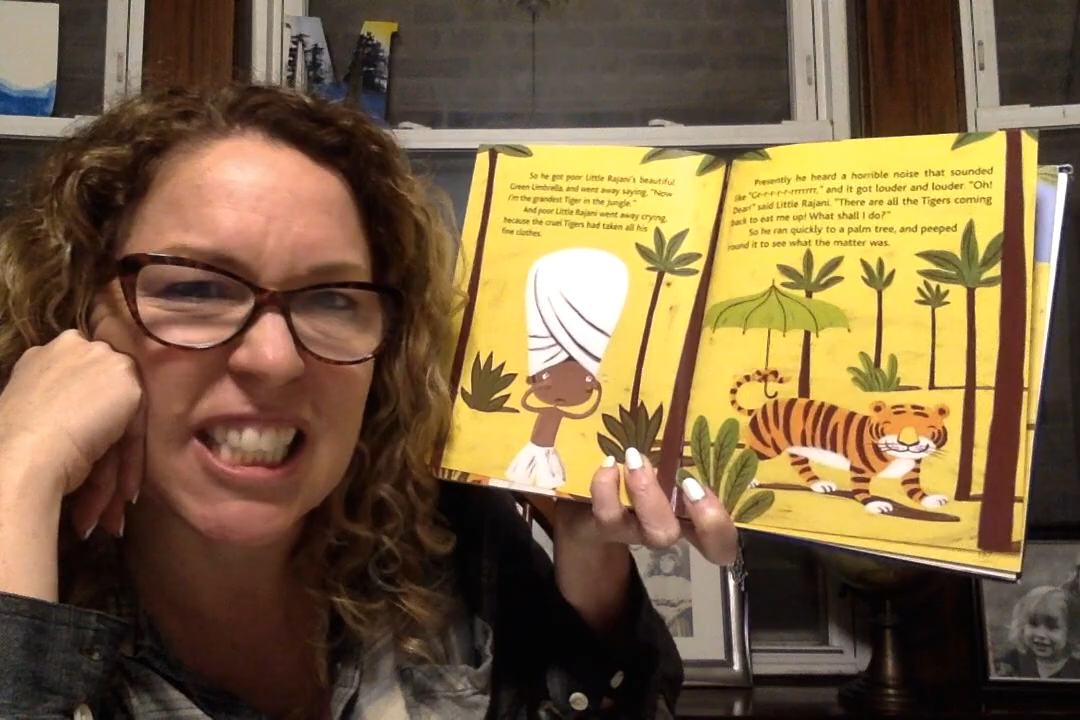 So he got poor Little Rajani's beautiful
Green Umbrella, and went away saying, "Now
I'm the grandest Tiger in the Jungle."
And poor Little Rajani went away crying,
because the cruel Tigers had taken all his
fine clothes.
Presently he heard a horrible noise that sounded
like "Gr-r-r-r-rrrrrrr," and it got louder and louder. "Oh!
Dear!" said Little Rajani. "There are all the Tigers coming
back to eat me up! What shall I do?"
So he ran quickly to a palm tree, and peeped
round it to see what the matter was.